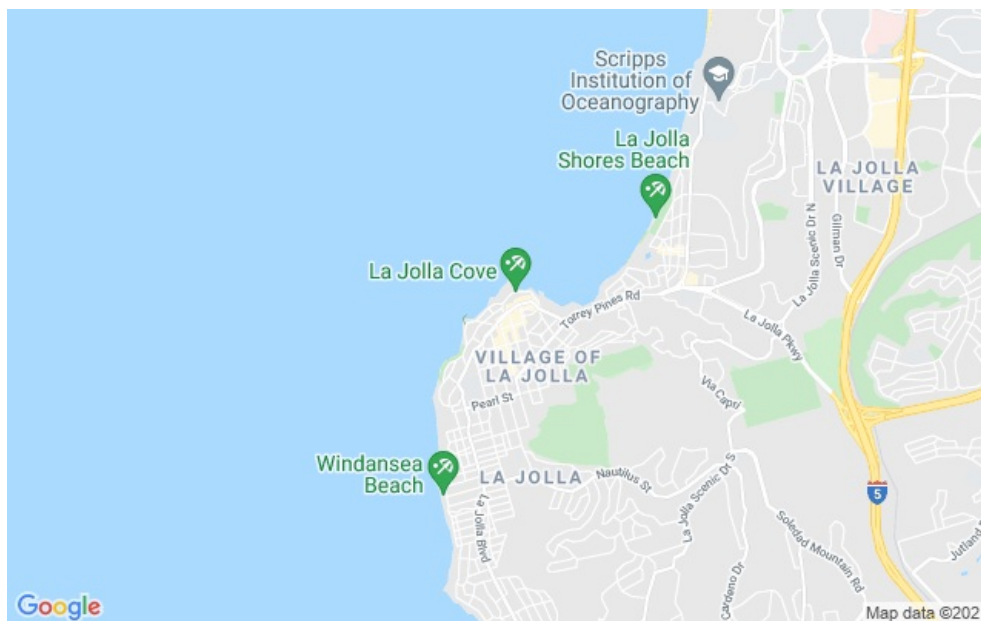 Scripps
Institution of
Oceanography
La Jolla
Shores Beach
LA JOLLA
VILLAGE
La Jolla Scenic Dr N
Gilman Dr
La Jolla Cove
Torrey Pines Rd
La Jolla Pkwy
VILLAGE OF
LA JOLLA
Via Capri
Pearl St
Windansea
Beach
LA JOLLA
Nautilus St
La Jolla Scenic Dr S
5
La Jolla Blvd
Soledad Mountain Rd
Jutland
Cardeno Dr
Google
Map data ©202